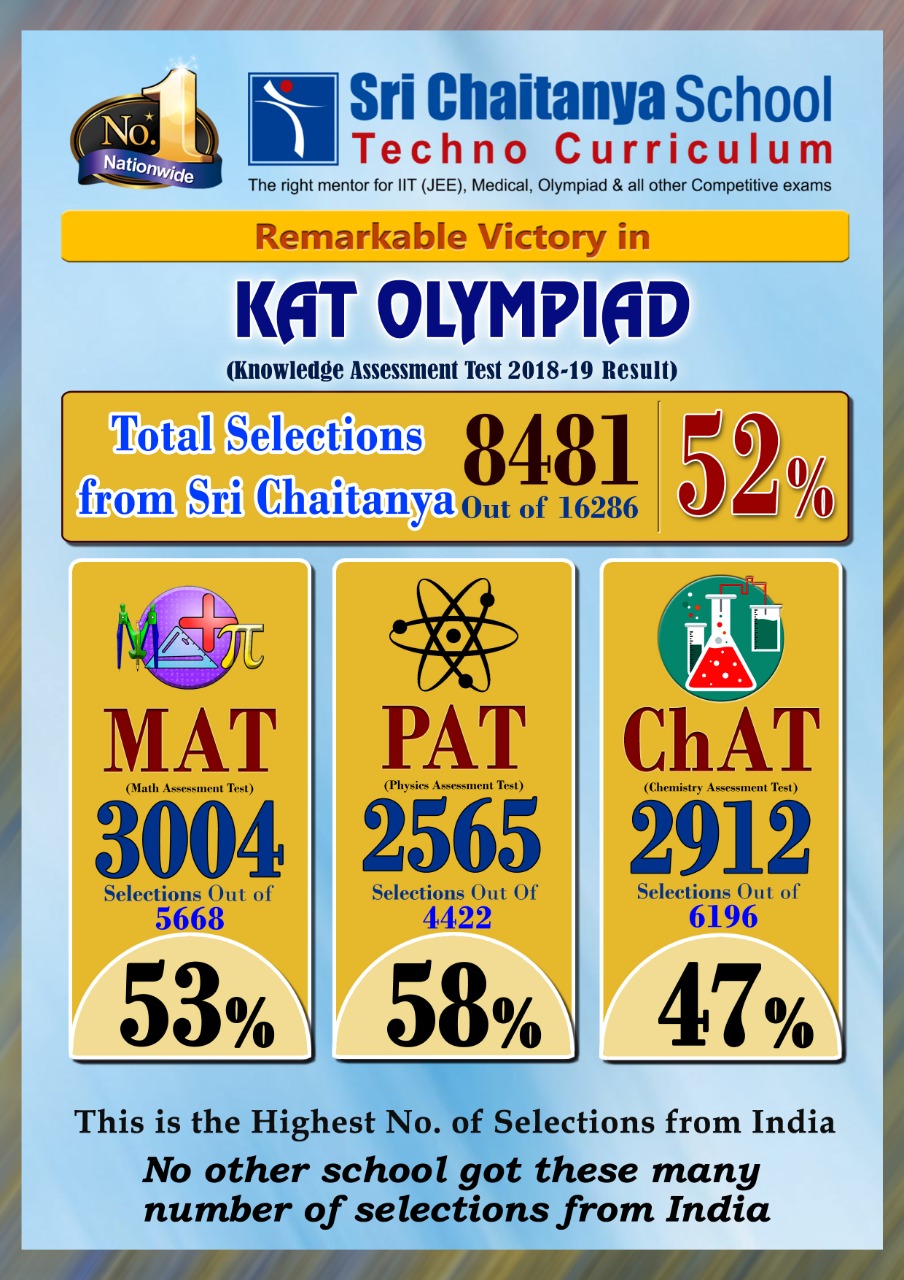 No. 1
Nationwide
Sri Chaitanya School
Techno Curriculum
The right mentor for IIT (JEE), Medical, Olympiad & all other Competitive exams
Remarkable Victory in
KAT OLYMPIAD
(Knowledge Assessment Test 2018-19 Result)
Total Selections
from Sri Chaitanya
8481
Out of 16286
52%
MAT
(Math Assessment Test)
3004
Selections Out of
5668
53%
PAT
(Physics Assessment Test)
2565
Selections Out Of
4422
58%
ChAT
(Chemistry Assessment Test)
2912
Selections Out of
6196
47%
This is the Highest No. of Selections from India
No other school got these many
number of selections from India